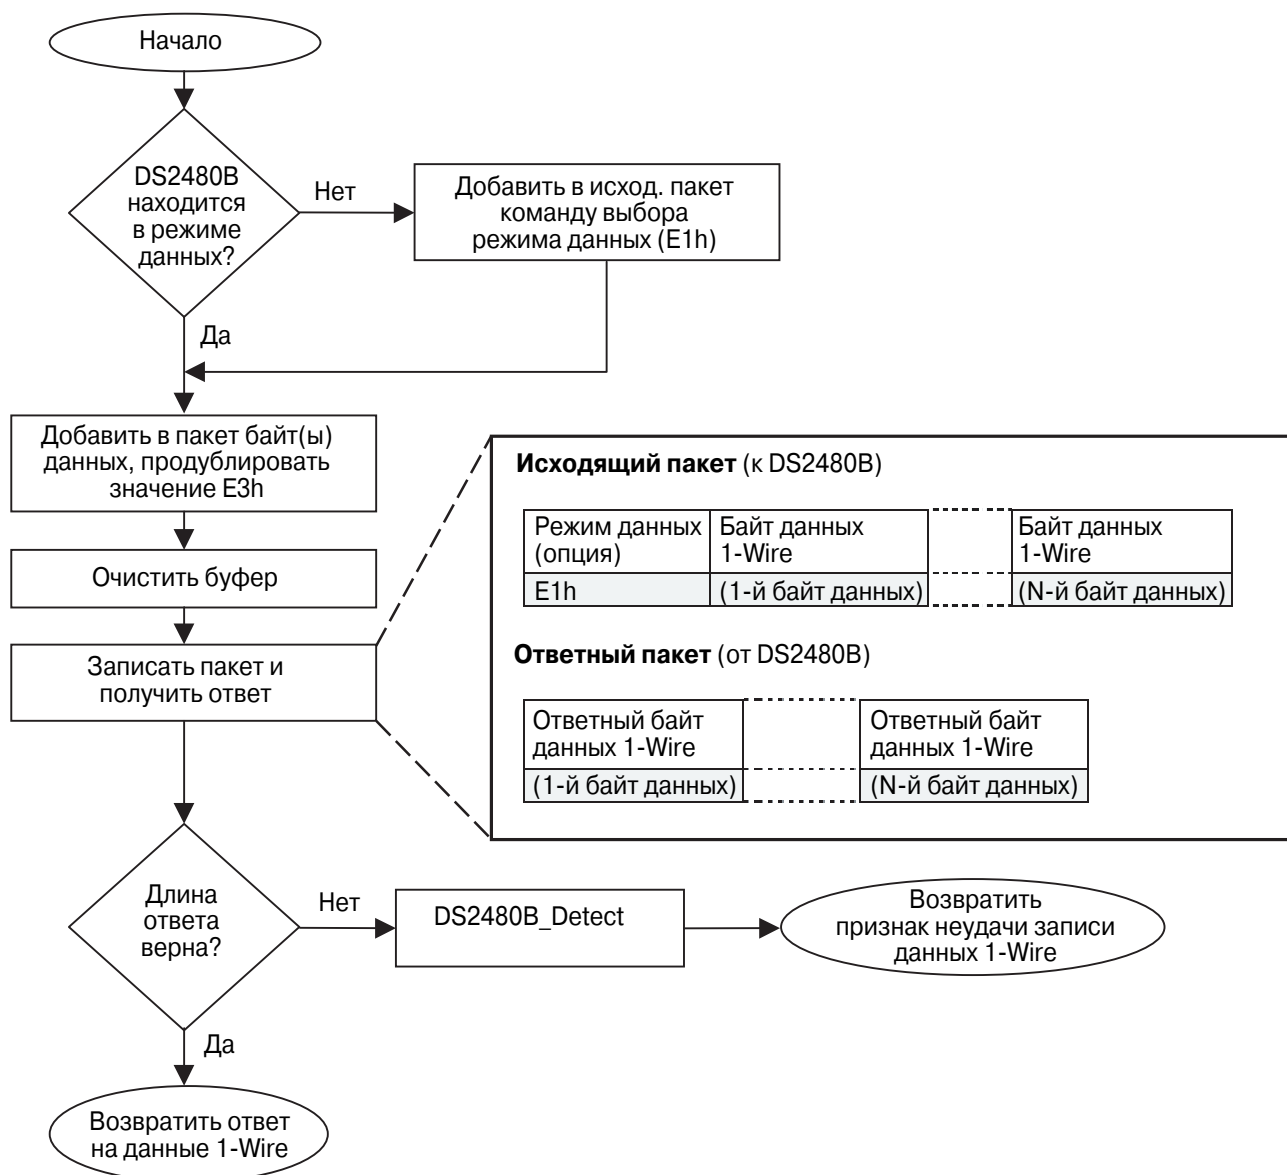 Начало
DS2480B
находится
в режиме
данных?
Нет
Добавить в исход. пакет
команду выбора
режима данных (E1h)
Да
Добавить в пакет байт(ы)
данных, продублировать
значение E3h
Очистить буфер
Записать пакет и
получить ответ
Исходящий пакет (к DS2480B)
Режим данных
(опция)
Байт данных
1-Wire
Байт данных
1-Wire
E1h
(1-й байт данных)
(N-й байт данных)
Ответный пакет (от DS2480B)
Ответный байт
данных 1-Wire
Ответный байт
данных 1-Wire
(1-й байт данных)
(N-й байт данных)
Длина
ответа
верна?
Нет
DS2480B_Detect
Возвратить
признак неудачи записи
данных 1-Wire
Да
Возвратить ответ
на данные 1-Wire